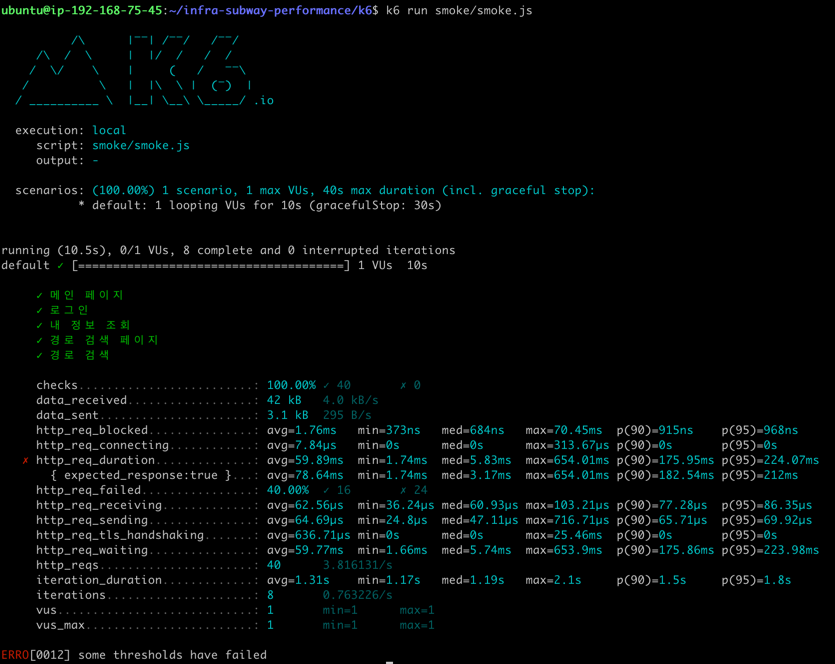 ubuntu@ip-192-168-75-45:~/infra-subway-performance/k6$ k6 run smoke/smoke.js
          /\      |‾‾| /‾‾/   /‾‾/
     /\  /  \     |  |/  /   /  /
    /  \/    \    |     (   /   ‾‾\
   /          \   |  |\  \ |  (‾)  |
  / __________ \  |__| \__\ \_____/ .io
execution: local
script: smoke/smoke.js
output: -
scenarios: (100.00%) 1 scenario, 1 max VUs, 40s max duration (incl. graceful stop):
* default: 1 looping VUs for 10s (gracefulStop: 30s)
running (10.5s), 0/1 VUs, 8 complete and 0 interrupted iterations
default ✓ [======================================] 1 VUs  10s
✓ 메인 페이지
✓ 로그인
✓ 내 정보 조회
✓ 경로 검색 페이지
✓ 경로 검색
checks.........................: 100.00% ✓ 40 ✗ 0
data_received..................: 42 kB 4.0 kB/s
data_sent......................: 3.1 kB 295 B/s
http_req_blocked...............: avg=1.76ms min=373ns med=684ns max=70.45ms p(90)=915ns p(95)=968ns
http_req_connecting............: avg=7.84µs min=0s med=0s max=313.67µs p(90)=0s p(95)=0s
✗ http_req_duration..............: avg=59.89ms min=1.74ms med=5.83ms max=654.01ms p(90)=175.95ms p(95)=224.07ms
{ expected_response:true }...: avg=78.64ms min=1.74ms med=3.17ms max=654.01ms p(90)=182.54ms p(95)=212ms
http_req_failed................: 40.00% ✓ 16 ✗ 24
http_req_receiving.............: avg=62.56µs min=36.24µs med=60.93µs max=103.21µs p(90)=77.28µs p(95)=86.35µs
http_req_sending...............: avg=64.69µs min=24.8µs med=47.11µs max=716.71µs p(90)=65.71µs p(95)=69.92µs
http_req_tls_handshaking.......: avg=636.71µs min=0s med=0s max=25.46ms p(90)=0s p(95)=0s
http_req_waiting...............: avg=59.77ms min=1.66ms med=5.74ms max=653.9ms p(90)=175.86ms p(95)=223.98ms
http_reqs......................: 40 3.816131/s
iteration_duration.............: avg=1.31s min=1.17s med=1.19s max=2.1s p(90)=1.5s p(95)=1.8s
iterations.....................: 8 0.763226/s
vus............................: 1 min=1 max=1
vus_max........................: 1 min=1 max=1
ERRO[0012] some thresholds have failed